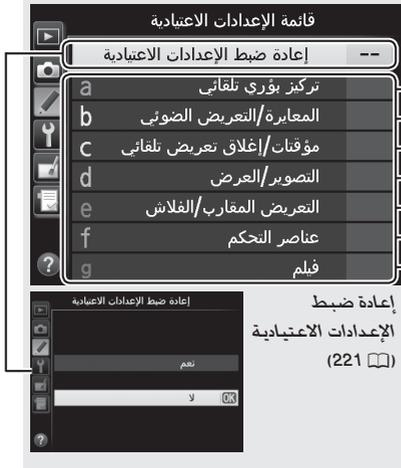 قائمة الإعدادات الاعتيادية
إعادة ضبط الإعدادات الاعتيادية --
a تركيز بؤري تلقائي
b المعايرة/التعريض الضوئي
c مؤقتات/إغلاق تعريض تلقائي
d التصوير/العرض
e التعريض المقارب/الفلاش
f عناصر التحكم
g فيلم
?
إعادة ضبط الإعدادات الاعتيادية
نعم
لا OK
?
إعادة ضبط
الإعدادات الاعتيادية
(221)